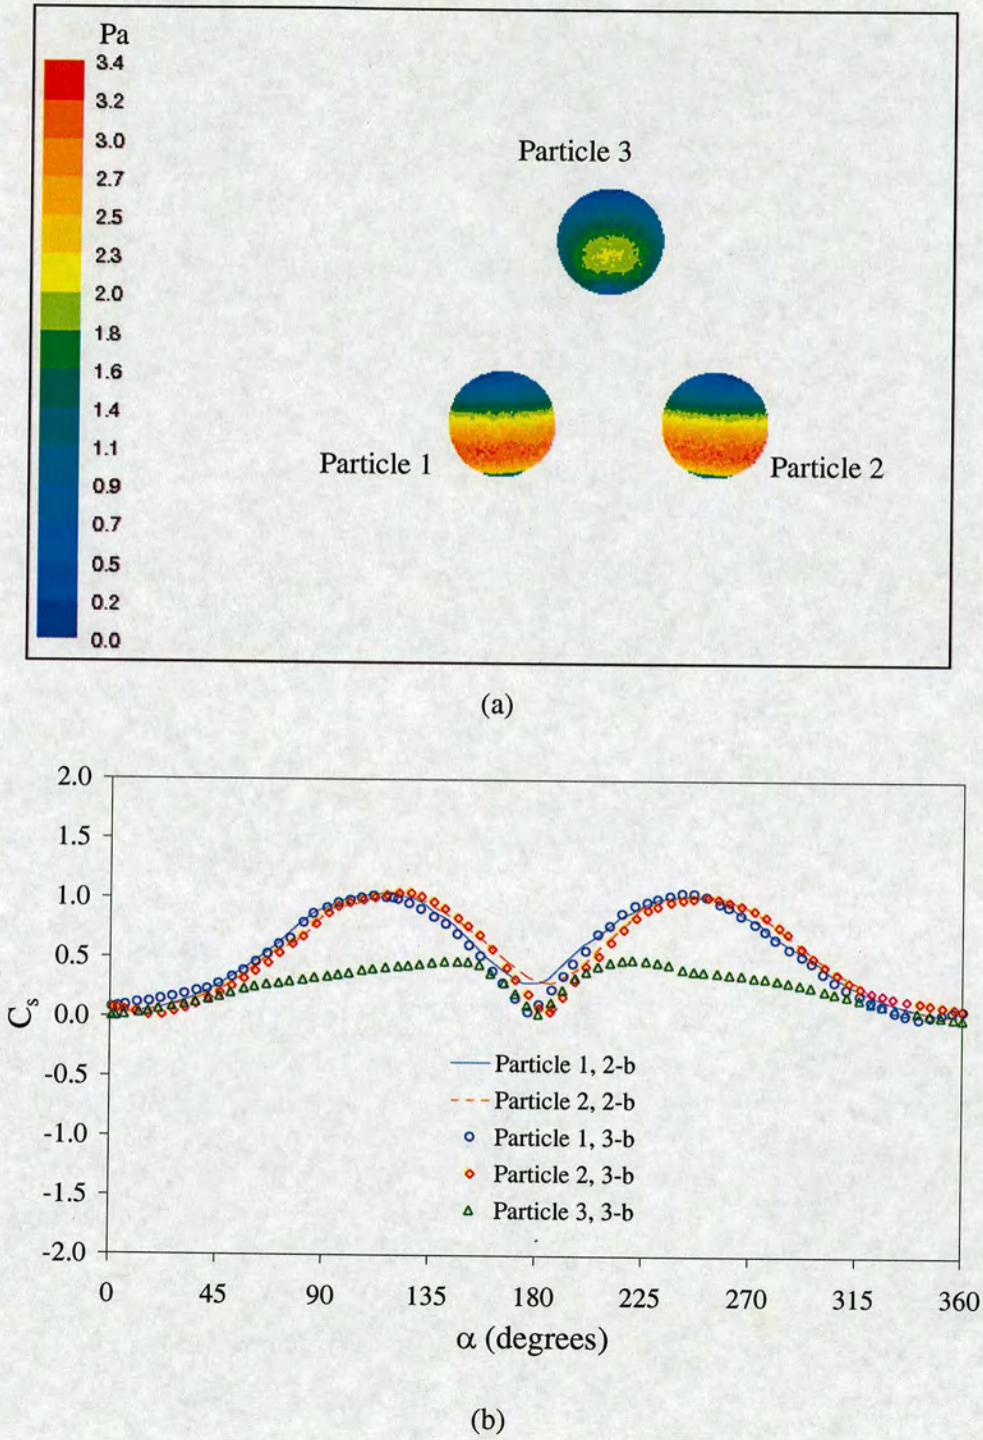 Pa
3.4
3.2
3.0
2.7
2.5
2.3
2.0
1.8
1.6
1.4
1.1
0.9
0.7
0.5
0.2
0.0
Particle 3
Particle 1
Particle 2
(a)
2.0
1.5
1.0
0.5
0.0
-0.5
-1.0
-1.5
-2.0
C_s
Particle 1, 2-b
Particle 2, 2-b
Particle 1, 3-b
Particle 2, 3-b
Particle 3, 3-b
0 45 90 135 180 225 270 315 360
α (degrees)
(b)